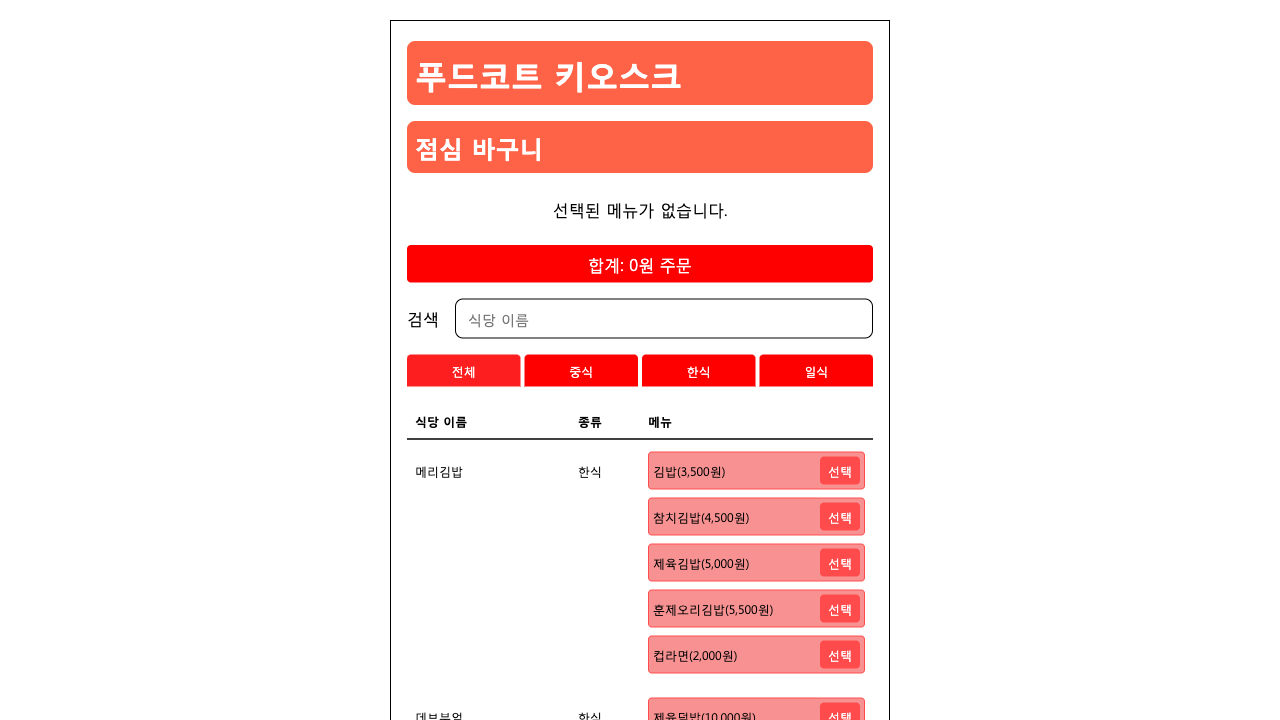 푸드코트 키오스크
점심 바구니
선택된 메뉴가 없습니다.
합계: 0원 주문
검색 식당 이름
전체 중식 한식 일식
식당 이름 종류 메뉴
메리김밥 한식 김밥(3,500원) 선택
참치김밥(4,500원) 선택
제육김밥(5,000원) 선택
훈제오리김밥(5,500원) 선택
컵라면(2,000원) 선택
한식 제육덮밥(10,000원) 선택